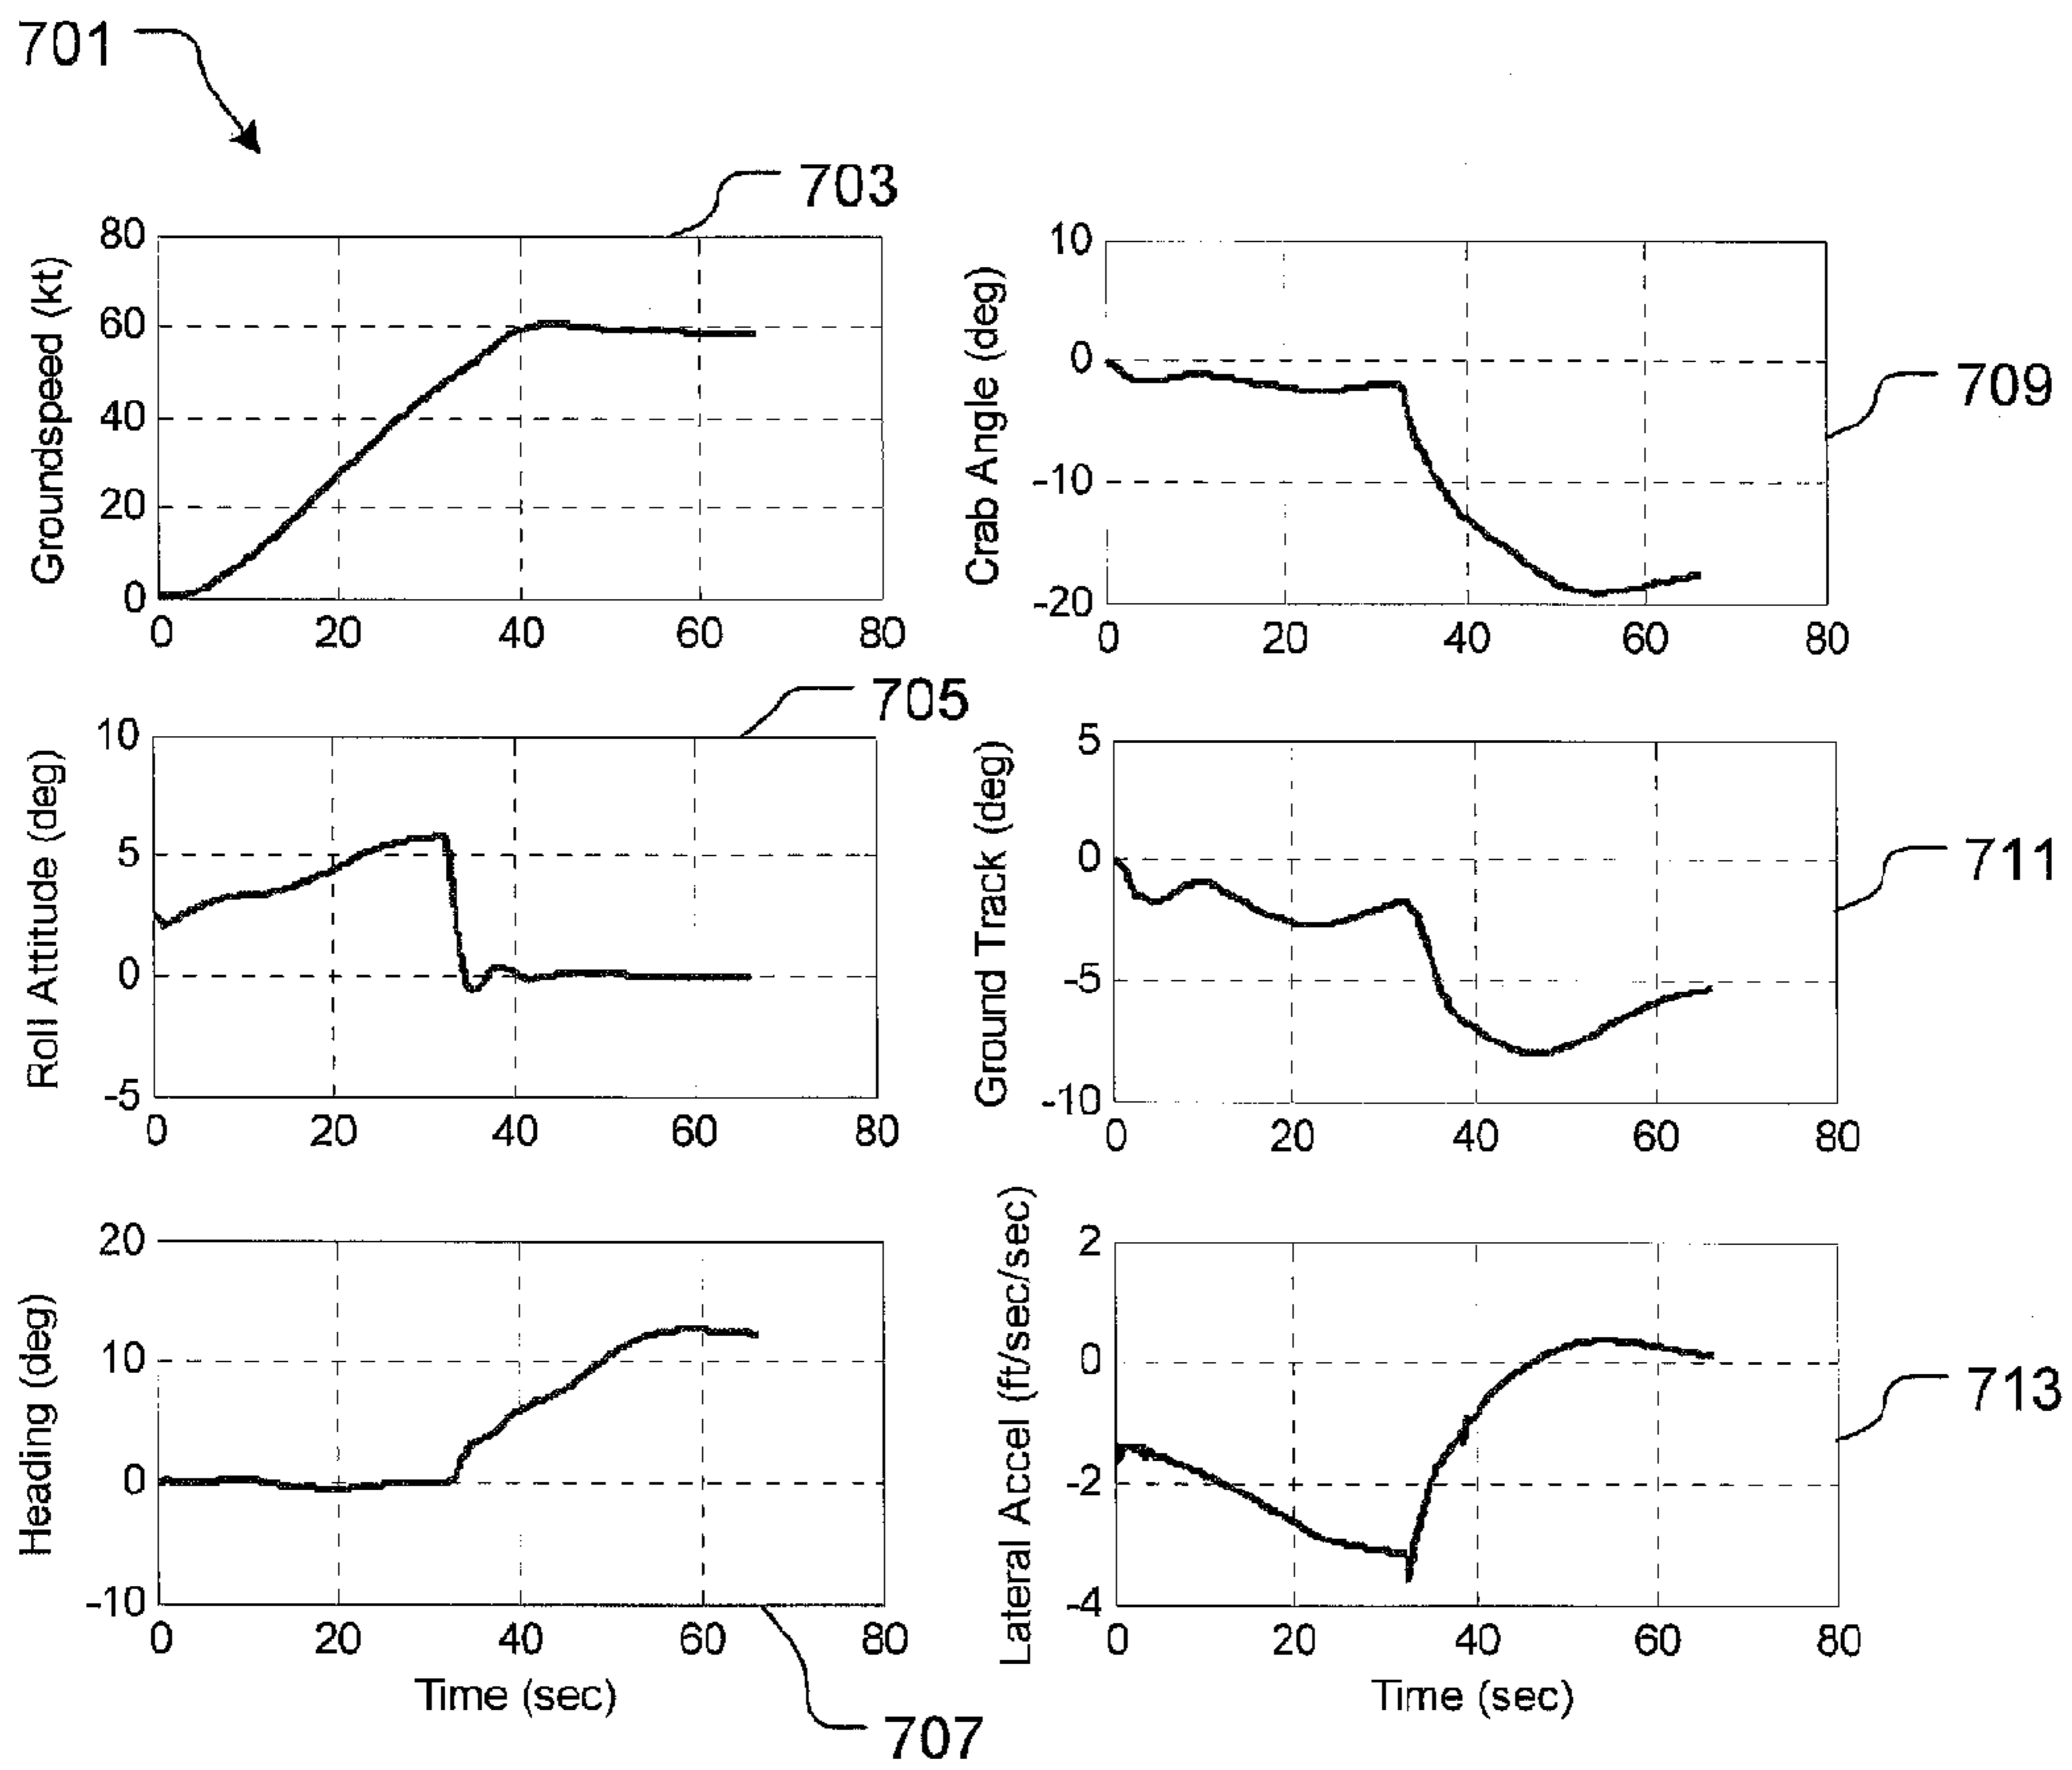 701
703
80
60
40
20
0
0 20 40 60 80
Groundspeed (kt)
10
0
-10
-20
0 20 40 60 80
Crab Angle (deg)
709
705
10
5
0
-5
0 20 40 60 80
Roll Attitude (deg)
5
0
-5
-10
0 20 40 60 80
Ground Track (deg)
711
20
10
0
-10
0 20 40 60 80
Heading (deg)
Time (sec)
707
2
0
-2
-4
0 20 40 60 80
Lateral Accel (ft/sec/sec)
Time (sec)
713